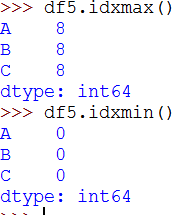 >>> df5.idxmax()
A    8
B    8
C    8
dtype: int64
>>> df5.idxmin()
A    0
B    0
C    0
dtype: int64
>>>